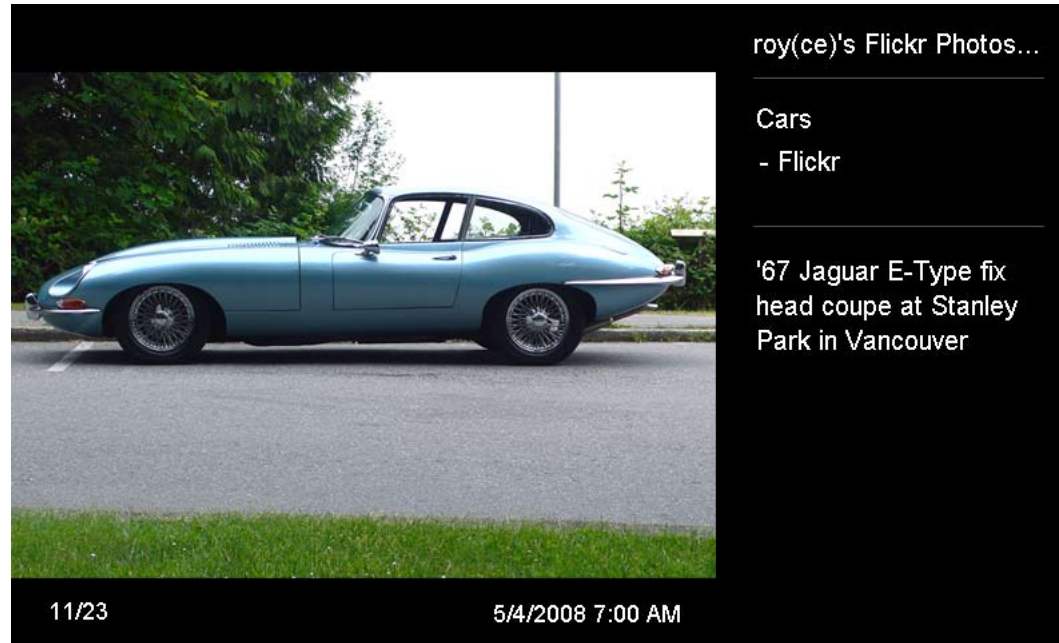 roy(ce)'s Flickr Photos...
Cars
- Flickr
'67 Jaguar E-Type fix
head coupe at Stanley
Park in Vancouver
11/23
5/4/2008 7:00 AM